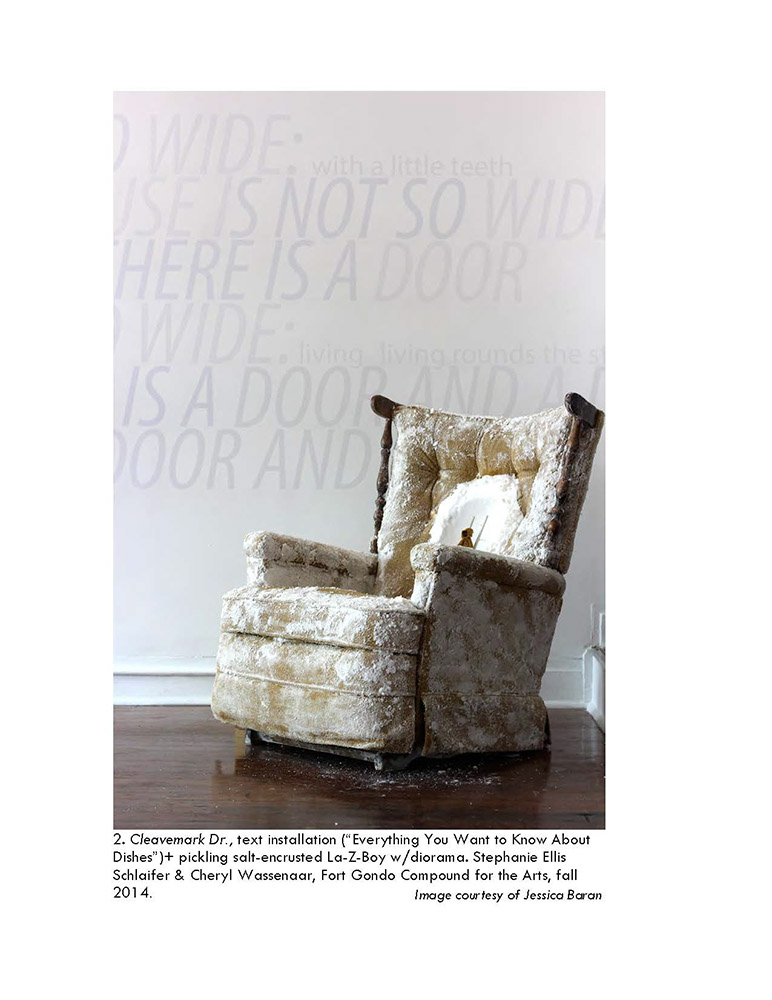 O WIDE: with a little teeth
USE IS NOT SO WIDE
THERE IS A DOOR
O WIDE: living living rounds the
IS A DOOR AND A
DOOR AND
2. Cleavemark Dr., text installation (“Everything You Want to Know About
Dishes”)+ pickling salt-encrusted La-Z-Boy w/diorama. Stephanie Ellis
Schlaifer & Cheryl Wassenaar, Fort Gondo Compound for the Arts, fall
2014.
Image courtesy of Jessica Baran